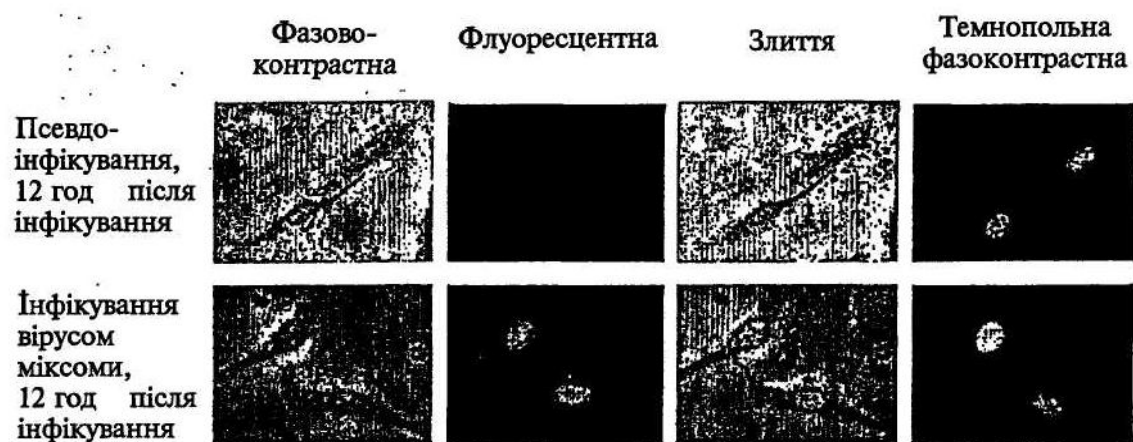 Фазово-
контрастна
Флуоресцентна
Злиття
Темнопольна
фазоконтрастна
Псевдо-
інфікування,
12 год після
інфікування
Інфікування
вірусом
міксоми,
12 год після
інфікування